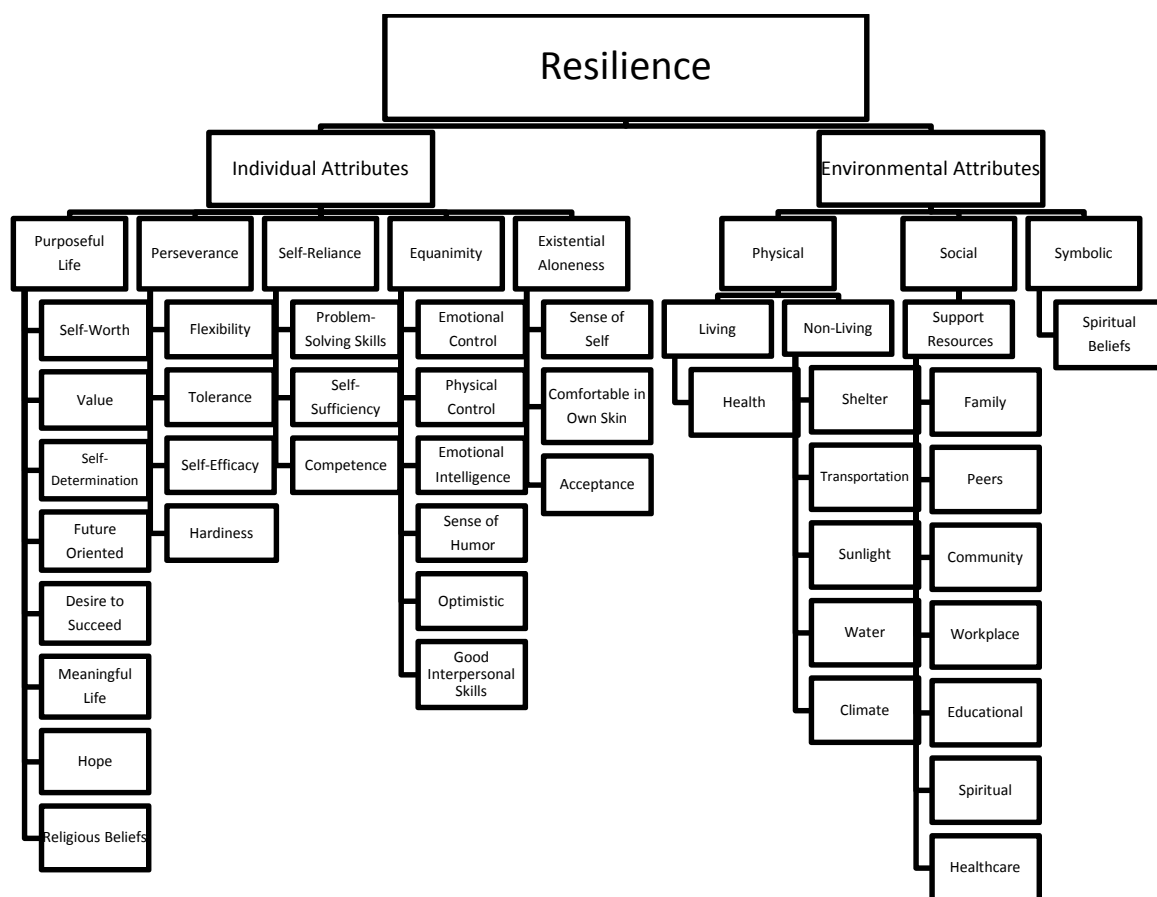 Resilience
Individual Attributes
Environmental Attributes
Purposeful
Life
Perseverance
Self-Reliance
Equanimity
Existential
Aloneness
Physical
Social
Symbolic
Self-Worth
Value
Self-
Determination
Future
Oriented
Desire to
Succeed
Meaningful
Life
Hope
Religious Beliefs
Flexibility
Tolerance
Self-Efficacy
Hardiness
Problem-
Solving Skills
Self-
Sufficiency
Competence
Emotional
Control
Physical
Control
Emotional
Intelligence
Sense of
Humor
Optimistic
Good
Interpersonal
Skills
Sense of
Self
Comfortable in
Own Skin
Acceptance
Living
Health
Non-Living
Shelter
Transportation
Sunlight
Water
Climate
Support
Resources
Family
Peers
Community
Workplace
Educational
Spiritual
Healthcare
Spiritual
Beliefs